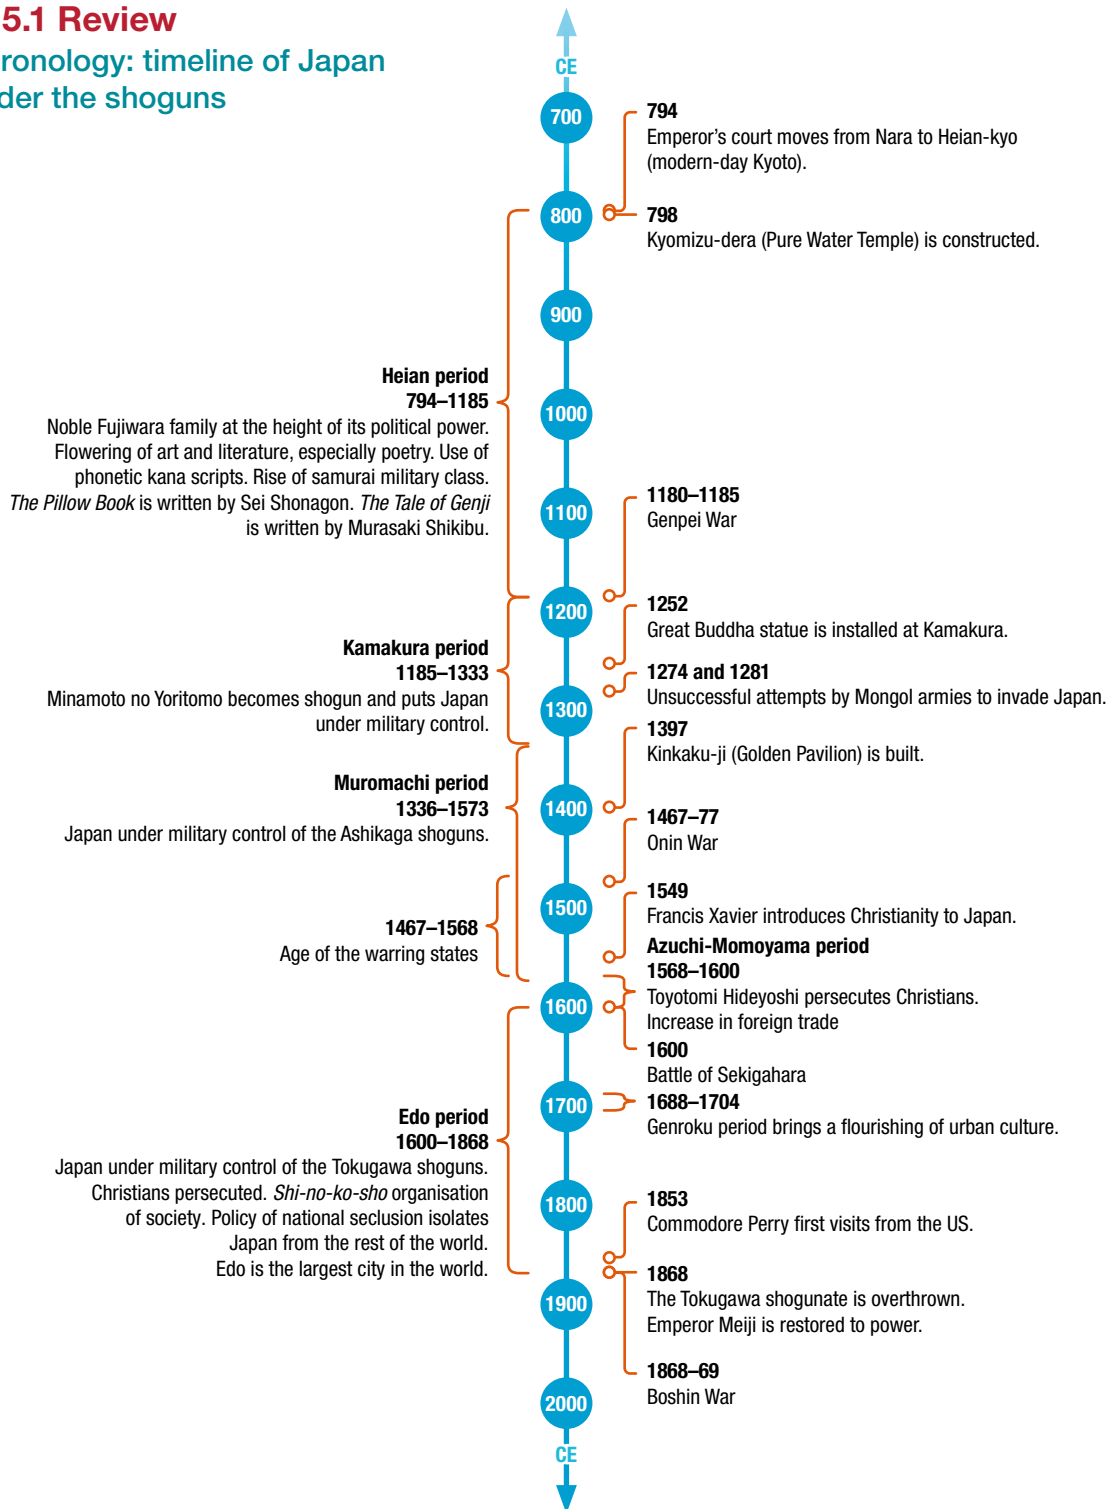 5.1 Review
ronology: timeline of Japan
der the shoguns
CE
700
800
900
1000
1100
1200
1300
1400
1500
1600
1700
1800
1900
2000
CE
Heian period
794–1185
Noble Fujiwara family at the height of its political power.
Flowering of art and literature, especially poetry. Use of
phonetic kana scripts. Rise of samurai military class.
The Pillow Book is written by Sei Shonagon. The Tale of Genji
is written by Murasaki Shikibu.
Kamakura period
1185–1333
Minamoto no Yoritomo becomes shogun and puts Japan
under military control.
Muromachi period
1336–1573
Japan under military control of the Ashikaga shoguns.
1467–1568
Age of the warring states
Edo period
1600–1868
Japan under military control of the Tokugawa shoguns.
Christians persecuted. Shi-no-ko-sho organisation
of society. Policy of national seclusion isolates
Japan from the rest of the world.
Edo is the largest city in the world.
794
Emperor's court moves from Nara to Heian-kyo
(modern-day Kyoto).
798
Kyomizu-dera (Pure Water Temple) is constructed.
1180–1185
Genpei War
1252
Great Buddha statue is installed at Kamakura.
1274 and 1281
Unsuccessful attempts by Mongol armies to invade Japan.
1397
Kinkaku-ji (Golden Pavilion) is built.
1467–77
Onin War
1549
Francis Xavier introduces Christianity to Japan.
Azuchi-Momoyama period
1568–1600
Toyotomi Hideyoshi persecutes Christians.
Increase in foreign trade
1600
Battle of Sekigahara
1688–1704
Genroku period brings a flourishing of urban culture.
1853
Commodore Perry first visits from the US.
1868
The Tokugawa shogunate is overthrown.
Emperor Meiji is restored to power.
1868–69
Boshin War